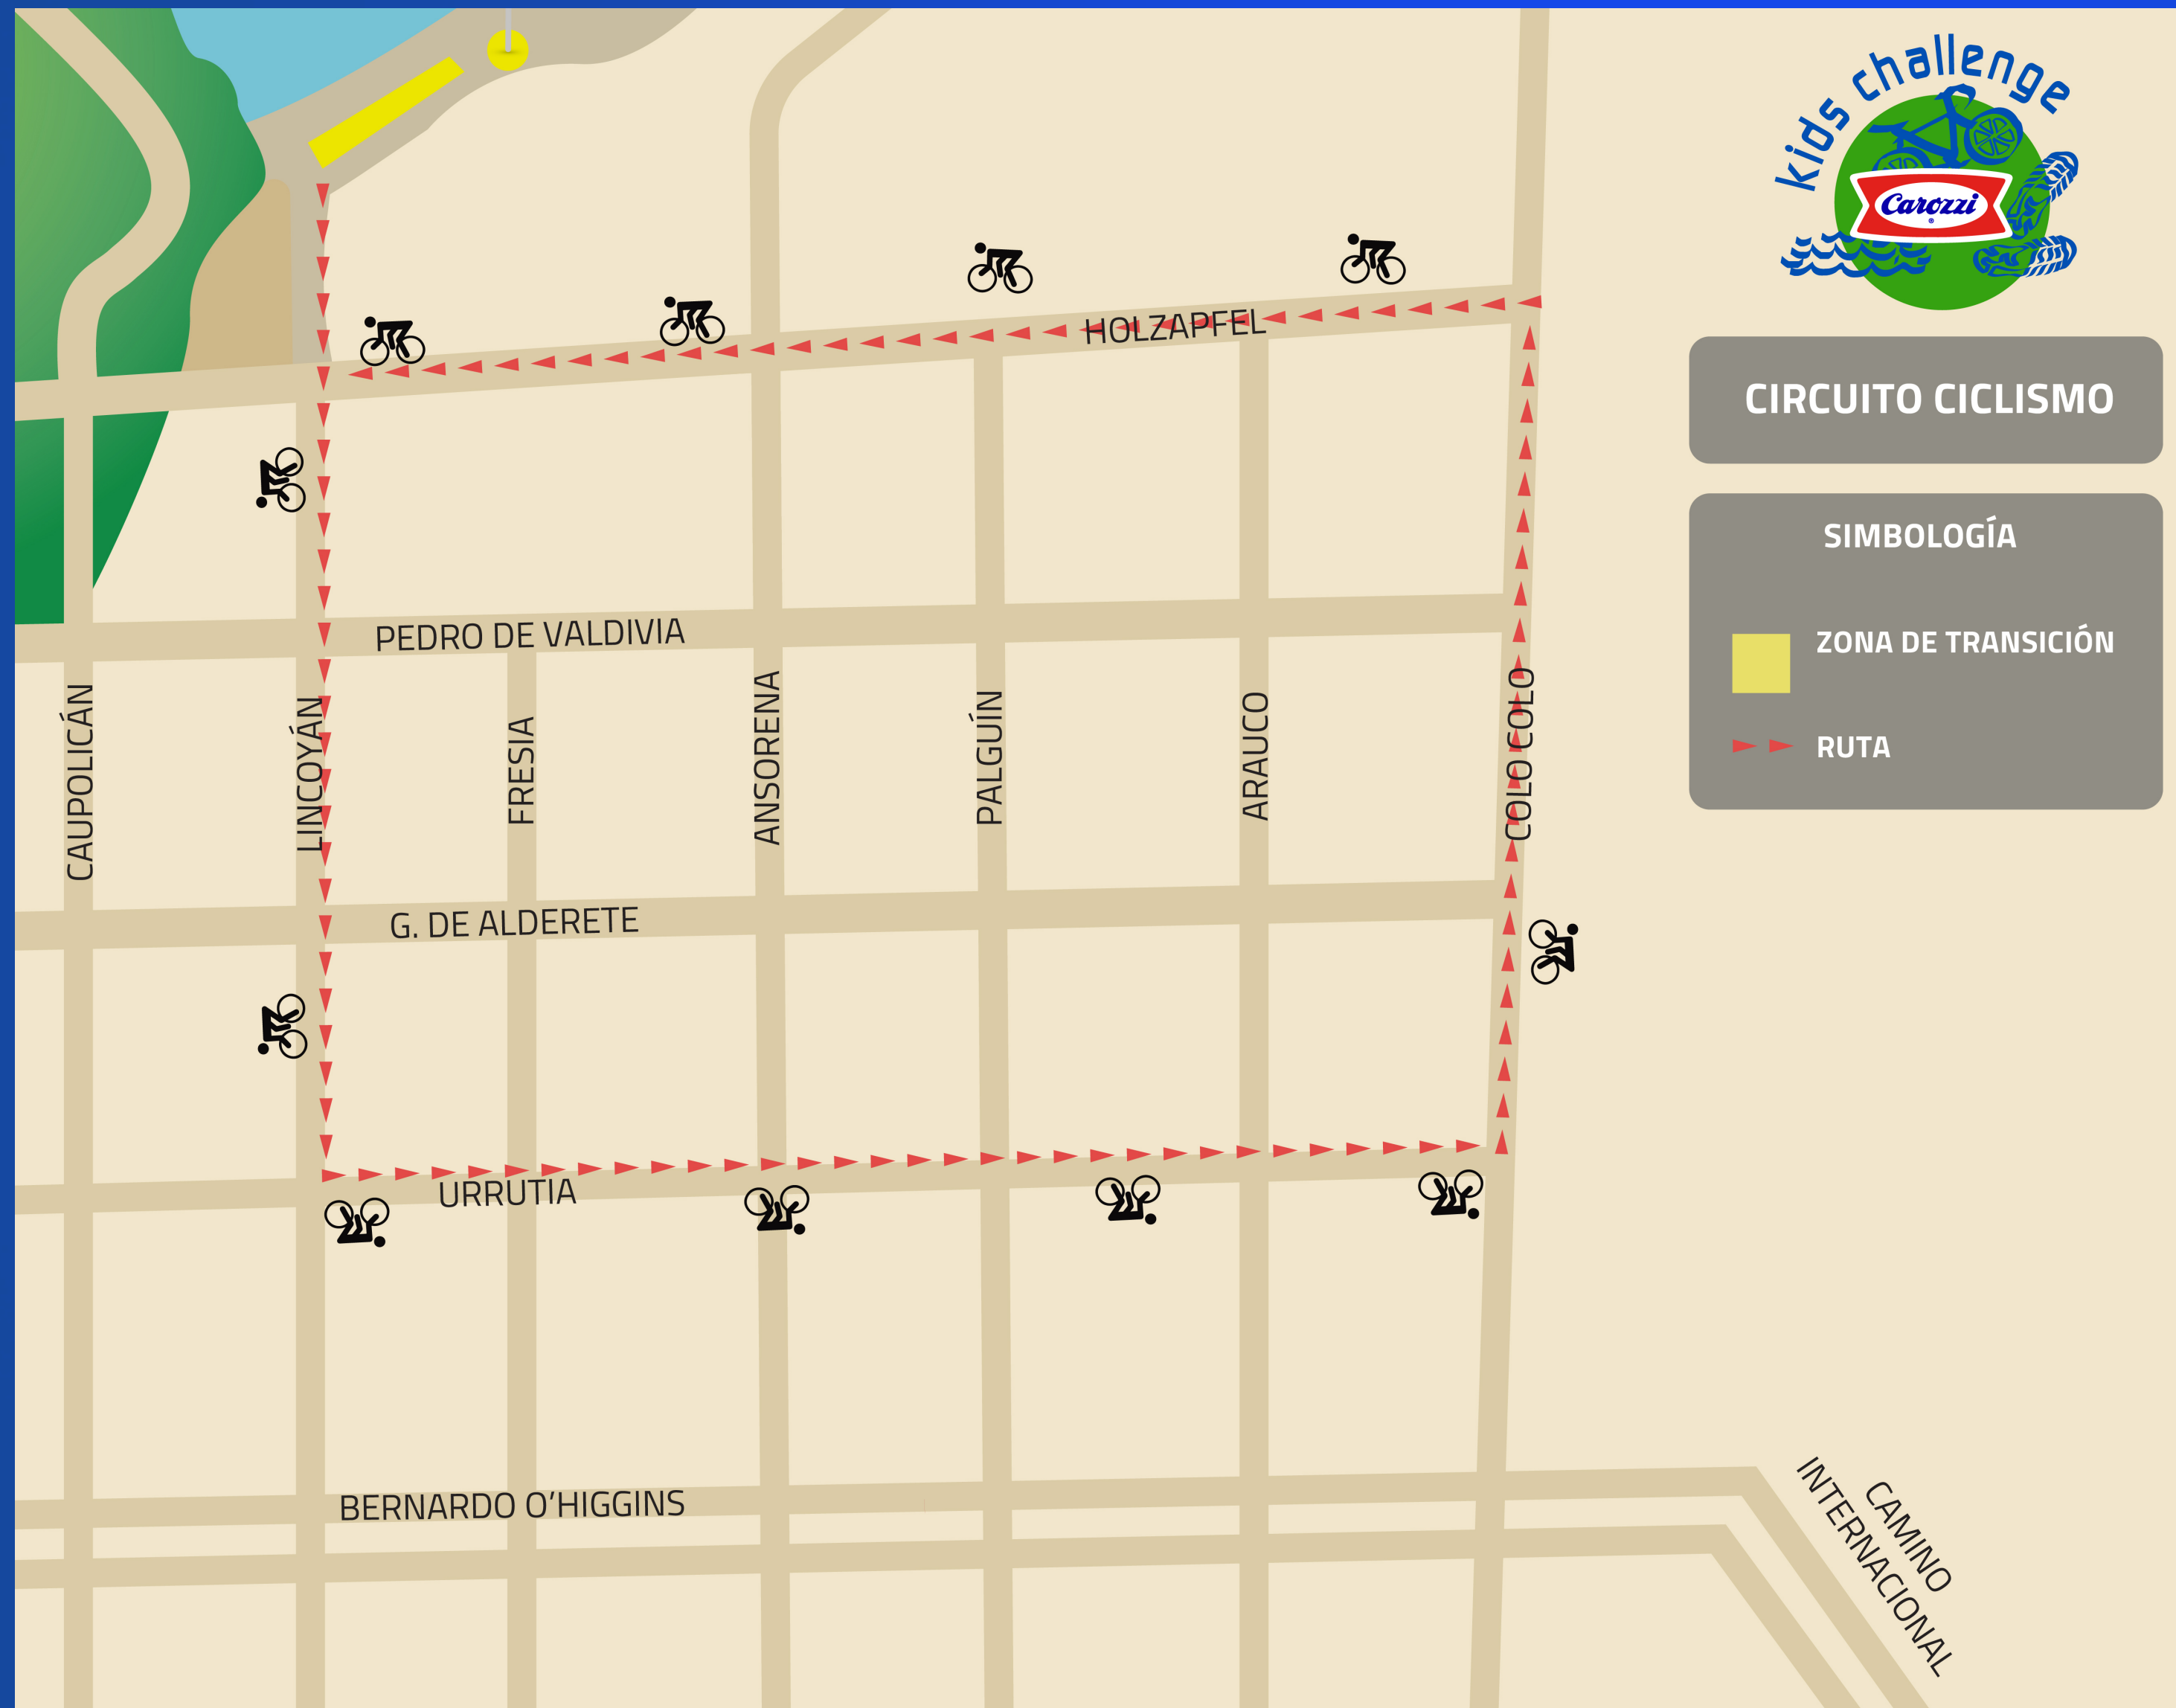 kids challenge
Carozzi
®
HOLZAPFEL
CIRCUITO CICLISMO
SIMBOLOGÍA
ZONA DE TRANSICIÓN
RUTA
PEDRO DE VALDIVIA
CAUPOLICÁN
LINCOYÁN
FRESIA
ANSORENA
PALGUÍN
ARAUCO
COLO COLO
G. DE ALDERETE
URRUTIA
BERNARDO O’HIGGINS
CAMINO
INTERNACIONAL